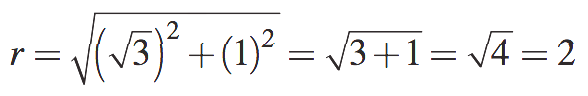 r = √((√3)² + (1)²) = √(3+1) = √4 = 2